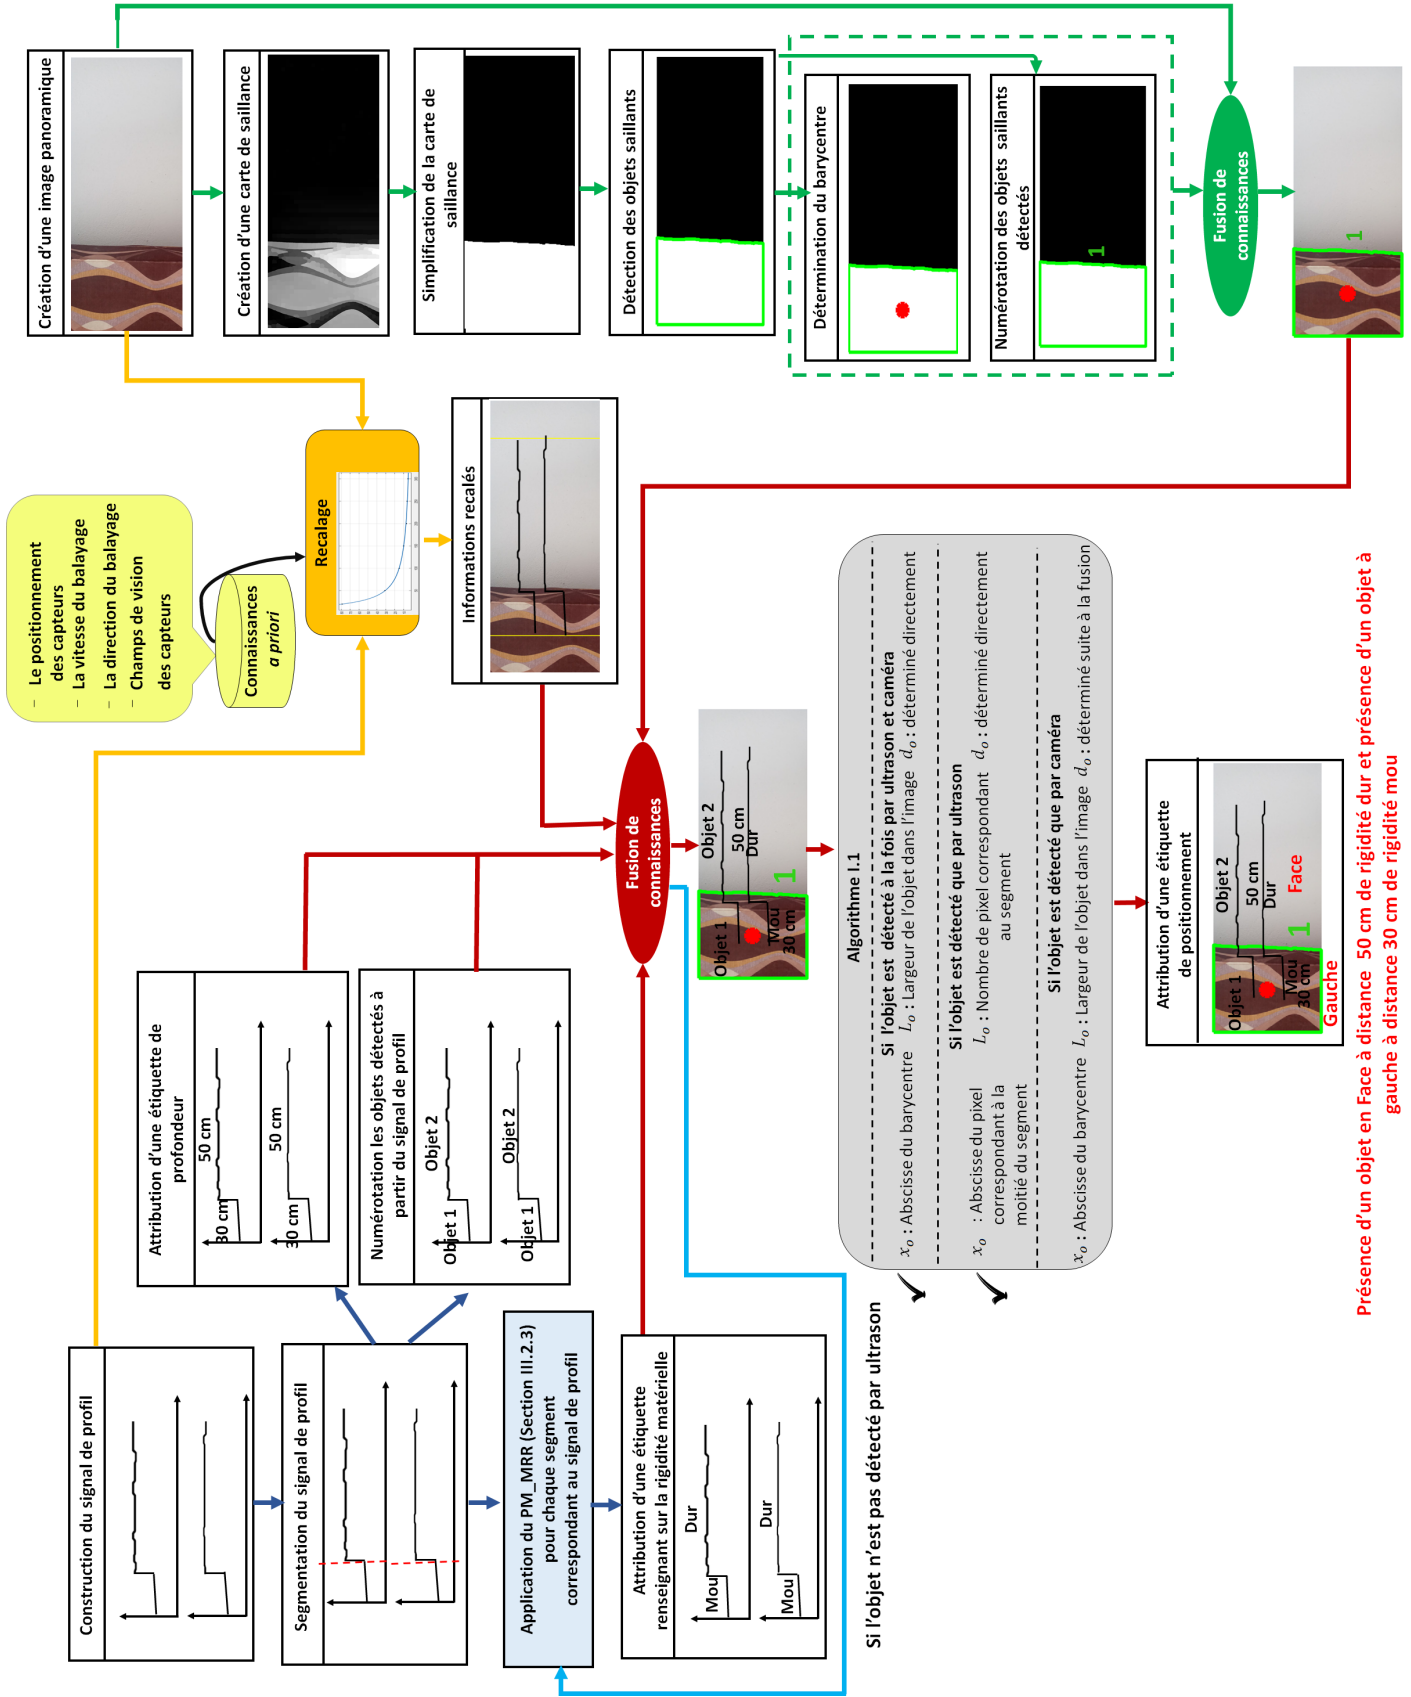 Construction du signal de profil
Segmentation du signal de profil
Application du PM_MRR (Section III.2.3)
pour chaque segment
correspondant au signal de profil
Attribution d'une étiquette
renseignant sur la rigidité matérielle
Mou
Dur
Mou
Dur
Si l'objet n'est pas détecté par ultrason
Attribution d'une étiquette de
profondeur
30 cm
50 cm
30 cm
50 cm
Numérotation les objets détectés à
partir du signal de profil
Objet 1
Objet 2
Objet 1
Objet 2
– Le positionnement
des capteurs
– La vitesse du balayage
– La direction du balayage
– Champs de vision
des capteurs
Connaissances
a priori
Recalage
Informations recalés
Fusion de
connaissances
Objet 1
Objet 2
50 cm
Dur
Mou
30 cm
1
Algorithme I.1
Si l'objet est détecté à la fois par ultrason et caméra
x_o : Abscisse du barycentre L_o : Largeur de l'objet dans l'image d_o : déterminé directement
Si l'objet est détecté que par ultrason
x_o : Abscisse du pixel
correspondant à la
moitié du segment
L_o : Nombre de pixel correspondant
au segment
d_o : déterminé directement
Si l'objet est détecté que par caméra
x_o : Abscisse du barycentre L_o : Largeur de l'objet dans l'image d_o : déterminé suite à la fusion
Attribution d'une étiquette
de positionnement
Objet 1
Objet 2
50 cm
Dur
Mou
30 cm
1
Face
Gauche
Présence d'un objet en Face à distance 50 cm de rigidité dur et présence d'un objet à
gauche à distance 30 cm de rigidité mou
Création d'une image panoramique
Création d'une carte de saillance
Simplification de la carte de
saillance
Détection des objets saillants
Détermination du barycentre
Numérotation des objets saillants
détectés
1
Fusion de
connaissances
1